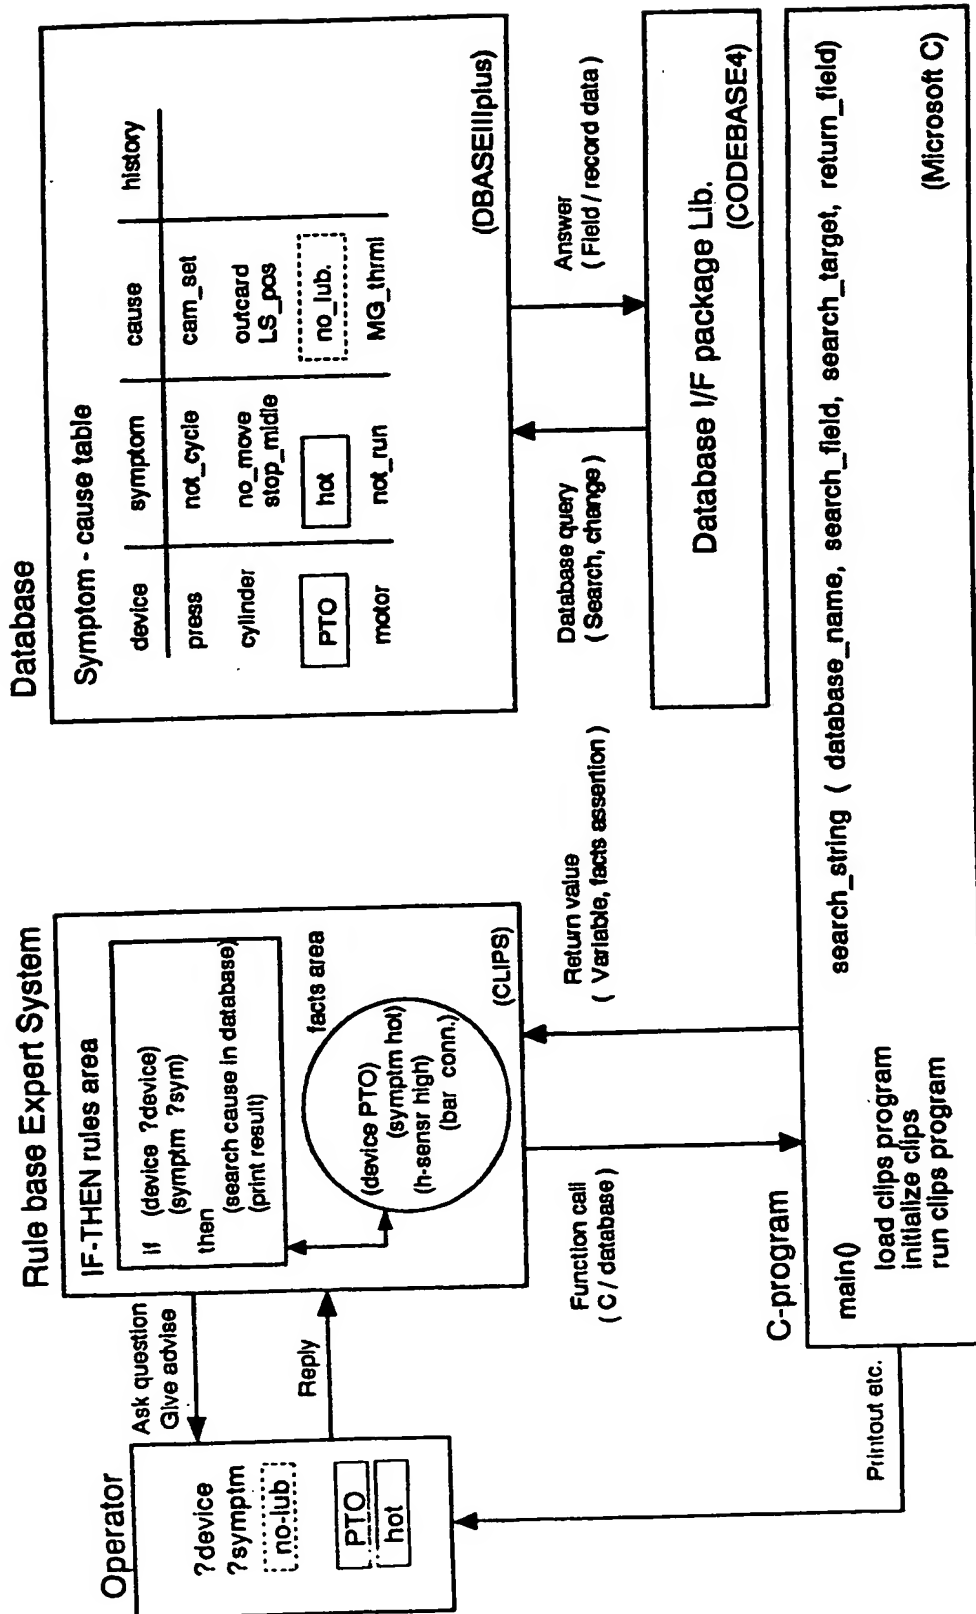 Operator
?device
?symptm
no-lub
PTO
hot
Ask question
Give advise
Reply
Printout etc.
Rule base Expert System
IF-THEN rules area
If (device ?device)
(symptm ?sym)
then
(search cause in database)
(print result)
facts area
(device PTO)
(symptm hot)
(h-sensr high)
(bar conn.)
(CLIPS)
Function call
( C / database )
Return value
( Variable, facts assertion )
Database
Symptom - cause table
device symptom cause history
press not_cycle cam_set
cylinder no_move outcard
stop_midle LS_pos
PTO hot no_lub.
motor not_run MG_thrml
(DBASEIIIplus)
Database query
( Search, change )
Answer
( Field / record data )
Database I/F package Lib.
(CODEBASE4)
C-program
main()
load clips program
initialize clips
run clips program
search_string ( datebase_name, search_field, search_target, return_field)
(Microsoft C)